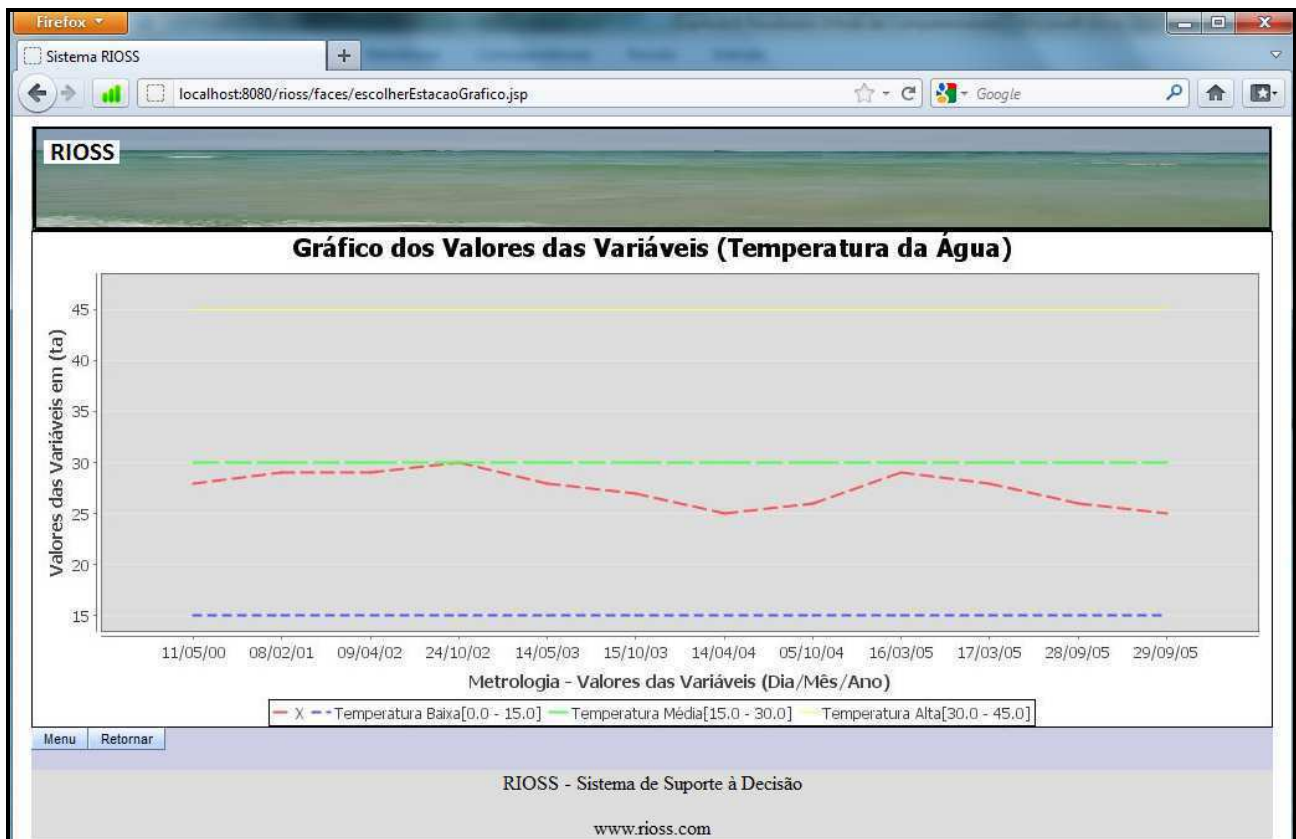 Firefox
Sistema RIOSS
localhost:8080/rioss/faces/escolherEstacaoGrafico.jsp
Google
RIOSS
Gráfico dos Valores das Variáveis (Temperatura da Água)
Valores das Variáveis em (ta)
45
40
35
30
25
20
15
11/05/00 08/02/01 09/04/02 24/10/02 14/05/03 15/10/03 14/04/04 05/10/04 16/03/05 17/03/05 28/09/05 29/09/05
Metrologia - Valores das Variáveis (Dia/Mês/Ano)
X Temperatura Baixa[0.0 - 15.0] Temperatura Média[15.0 - 30.0] Temperatura Alta[30.0 - 45.0]
Menu Retornar
RIOSS - Sistema de Suporte à Decisão
www.rioss.com